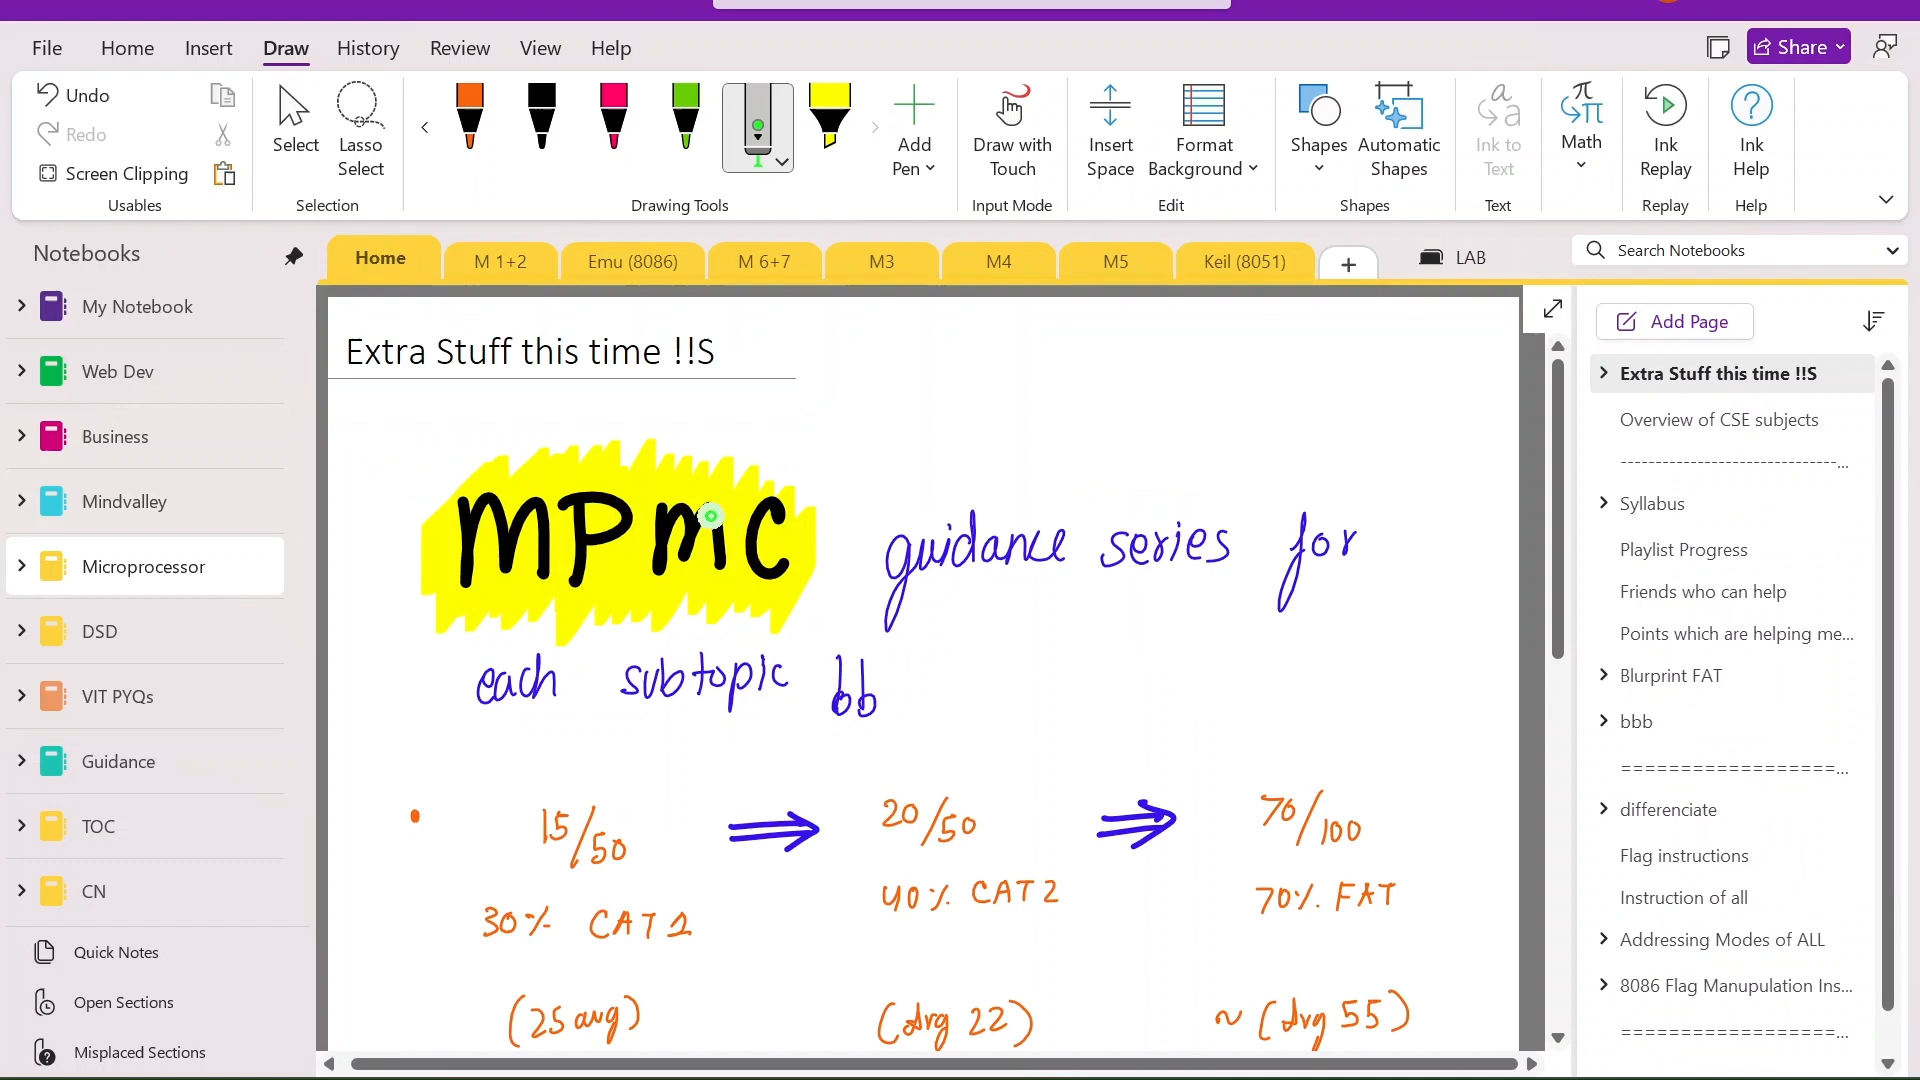 File Home Insert Draw History Review View Help Share
Undo
Redo
Screen Clipping
Usables
Select
Lasso Select
Selection
Drawing Tools
Add Pen
Draw with Touch
Input Mode
Insert Space
Format Background
Edit
Shapes
Automatic Shapes
Shapes
Ink to Text
Text
Math
Ink Replay
Replay
Ink Help
Help
Notebooks
My Notebook
Web Dev
Business
Mindvalley
Microprocessor
DSD
VIT PYQs
Guidance
TOC
CN
Quick Notes
Open Sections
Misplaced Sections
Home M 1+2 Emu (8086) M 6+7 M3 M4 M5 Keil (8051) + LAB
Search Notebooks
Extra Stuff this time !!S
MPMC guidance series for
each subtopic bb
15/50 ⇒ 20/50 ⇒ 70/100
30% CAT 1 40% CAT 2 70% FAT
(25 avg) (Avg 22) ~ (Avg 55)
Add Page
Extra Stuff this time !!S
Overview of CSE subjects
-------------------------------...
Syllabus
Playlist Progress
Friends who can help
Points which are helping me...
Blurprint FAT
bbb
===================...
differenciate
Flag instructions
Instruction of all
Addressing Modes of ALL
8086 Flag Manupulation Ins...
===================...